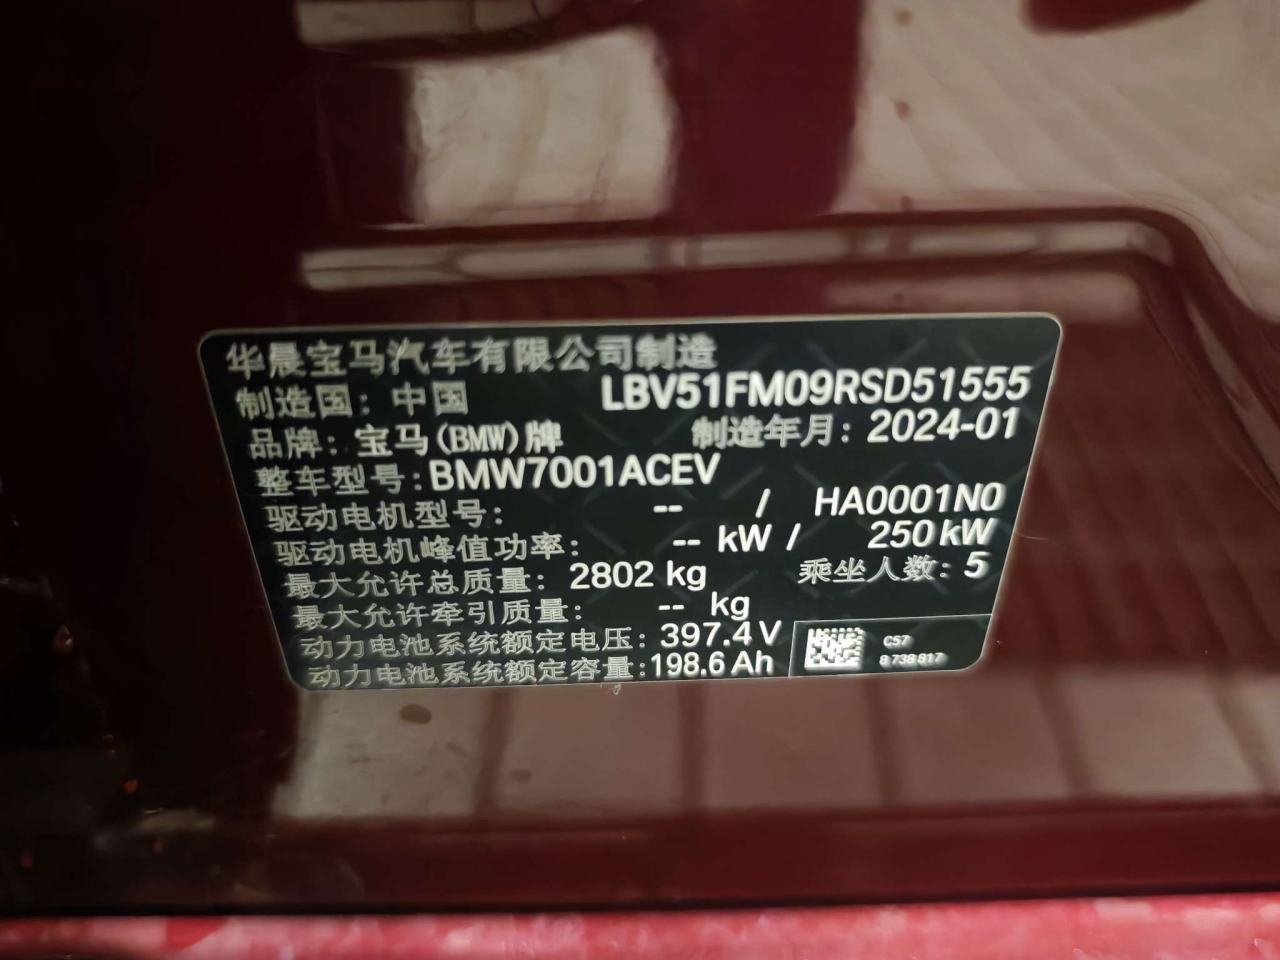 华晨宝马汽车有限公司制造
制造国：中国 LBV51FM09RSD51555
品牌：宝马(BMW)牌 制造年月：2024-01
整车型号：BMW7001ACEV
驱动电机型号： -- / HA0001N0
驱动电机峰值功率： -- kW / 250 kW
最大允许总质量：2802 kg 乘坐人数：5
最大允许牵引质量： -- kg
动力电池系统额定电压：397.4 V
动力电池系统额定容量：198.6 Ah
C57
8 738 817